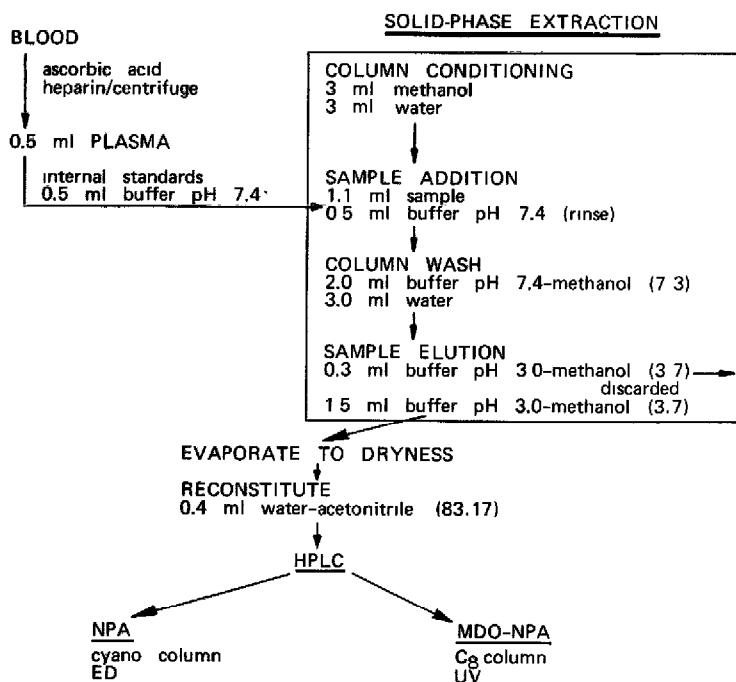 SOLID-PHASE EXTRACTION
BLOOD
ascorbic acid
heparin/centrifuge
0.5 ml PLASMA
internal standards
0.5 ml buffer pH 7.4
COLUMN CONDITIONING
3 ml methanol
3 ml water
SAMPLE ADDITION
1.1 ml sample
0 5 ml buffer pH 7.4 (rinse)
COLUMN WASH
2.0 ml buffer pH 7.4-methanol (7 3)
3.0 ml water
SAMPLE ELUTION
0.3 ml buffer pH 3 0-methanol (3 7)
discarded
1 5 ml buffer pH 3.0-methanol (3.7)
EVAPORATE TO DRYNESS
RECONSTITUTE
0.4 ml water-acetonitrile (83.17)
HPLC
NPA
cyano column
ED
MDO-NPA
C8 column
UV